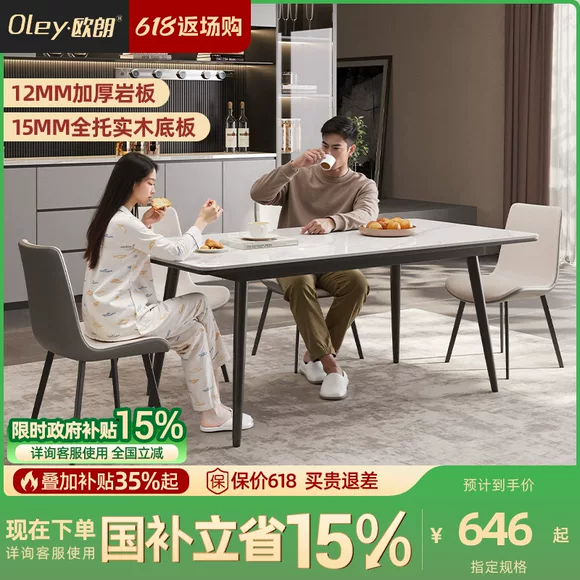 Oley·欧朗® 618返场购
12MM加厚岩板
15MM全托实木底板
限时政府补贴15%
详询客服使用 全国立减
叠加补贴35%起
保 保价618 买贵退差
预计到手价
现在下单
详询客服使用
国补立省15%
¥ 646 起
指定规格